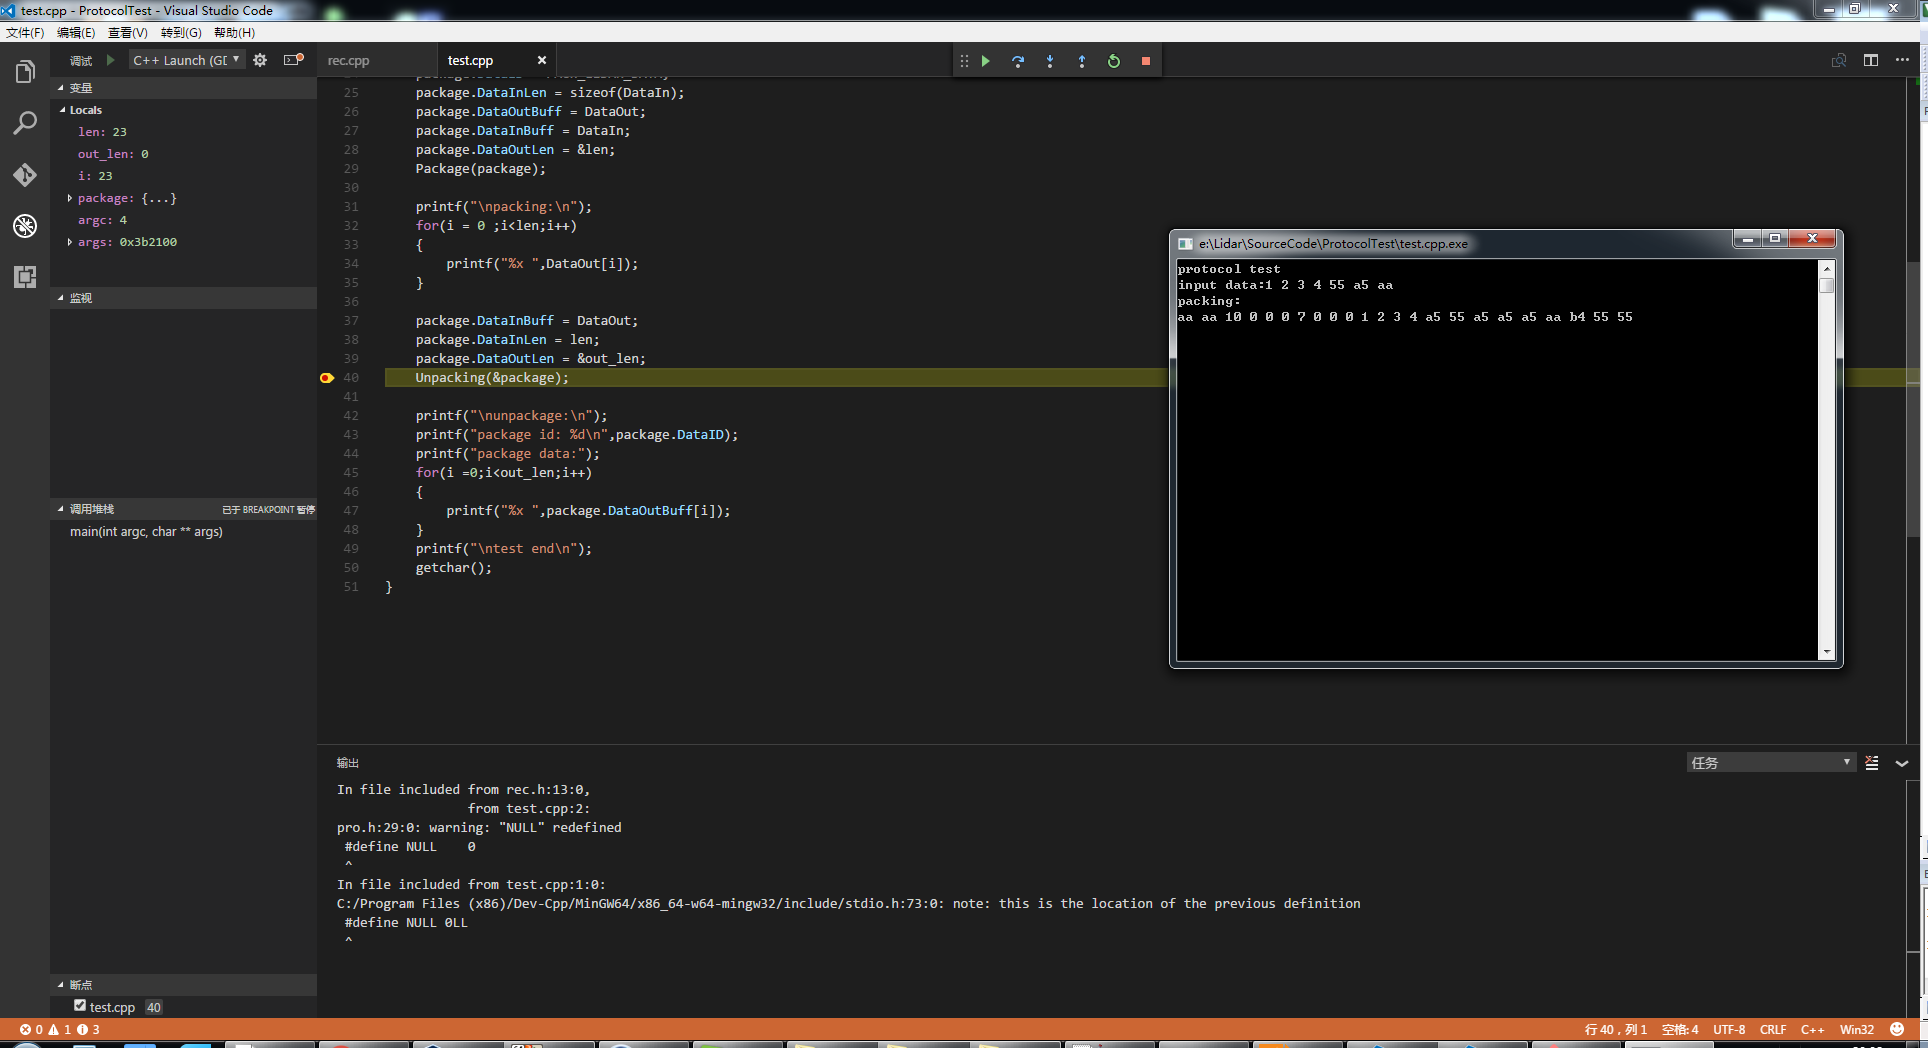 test.cpp - ProtocolTest - Visual Studio Code
文件(F) 编辑(E) 查看(V) 转到(G) 帮助(H)
调试 C++ Launch (GD
变量
Locals
len: 23
out_len: 0
i: 23
package: {...}
argc: 4
args: 0x3b2100
监视
调用堆栈 已于 BREAKPOINT 暂停
main(int argc, char ** args)
断点
test.cpp 40
rec.cpp test.cpp
25 package.DataInLen = sizeof(DataIn);
26 package.DataOutBuff = DataOut;
27 package.DataInBuff = DataIn;
28 package.DataOutLen = &len;
29 Package(package);
30
31 printf("\npacking:\n");
32 for(i = 0 ;i<len;i++)
33 {
34 printf("%x ",DataOut[i]);
35 }
36
37 package.DataInBuff = DataOut;
38 package.DataInLen = len;
39 package.DataOutLen = &out_len;
40 Unpacking(&package);
41
42 printf("\nunpackage:\n");
43 printf("package id: %d\n",package.DataID);
44 printf("package data:");
45 for(i =0;i<out_len;i++)
46 {
47 printf("%x ",package.DataOutBuff[i]);
48 }
49 printf("\ntest end\n");
50 getchar();
51 }
e:\Lidar\SourceCode\ProtocolTest\test.cpp.exe
protocol test
input data:1 2 3 4 55 a5 aa
packing:
aa aa 10 0 0 0 7 0 0 0 1 2 3 4 a5 55 a5 a5 a5 aa b4 55 55
输出 任务
In file included from rec.h:13:0,
from test.cpp:2:
pro.h:29:0: warning: "NULL" redefined
#define NULL 0
^
In file included from test.cpp:1:0:
C:/Program Files (x86)/Dev-Cpp/MinGW64/x86_64-w64-mingw32/include/stdio.h:73:0: note: this is the location of the previous definition
#define NULL 0LL
^
0 1 3 行 40，列 1 空格: 4 UTF-8 CRLF C++ Win32